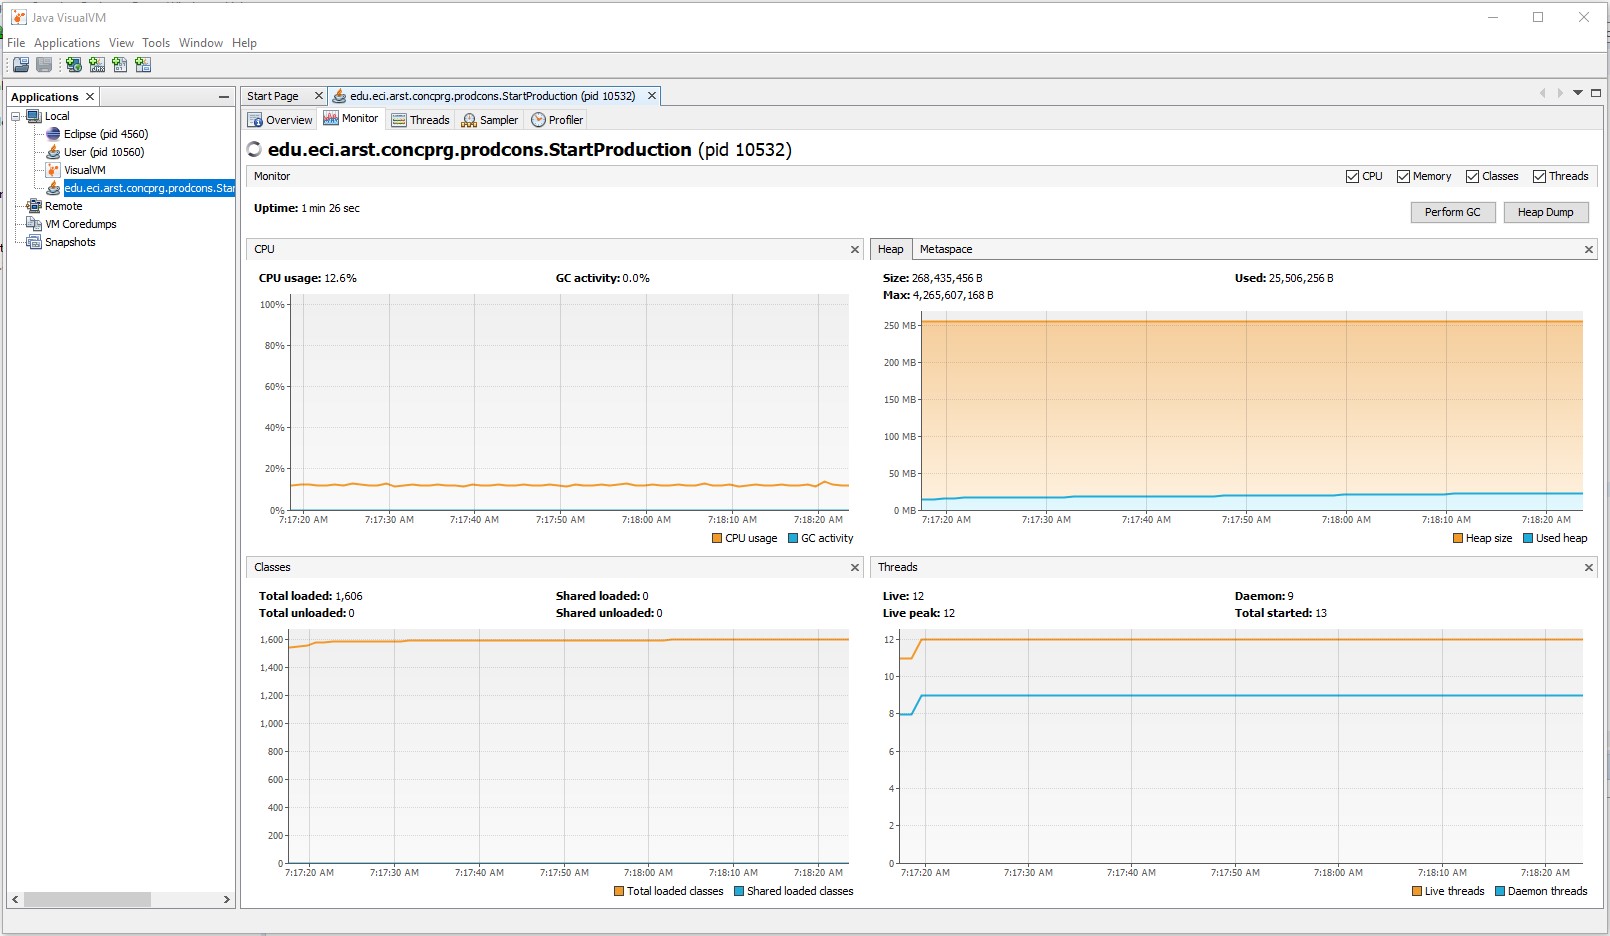 Java VisualVM
File Applications View Tools Window Help
Applications
Local
Eclipse (pid 4560)
User (pid 10560)
VisualVM
edu.eci.arst.concprg.prodcons.Star
Remote
VM Coredumps
Snapshots
Start Page edu.eci.arst.concprg.prodcons.StartProduction (pid 10532)
Overview Monitor Threads Sampler Profiler
edu.eci.arst.concprg.prodcons.StartProduction (pid 10532)
Monitor CPU Memory Classes Threads
Uptime: 1 min 26 sec
Perform GC Heap Dump
CPU
CPU usage: 12.6% GC activity: 0.0%
100%
80%
60%
40%
20%
0%
7:17:20 AM 7:17:30 AM 7:17:40 AM 7:17:50 AM 7:18:00 AM 7:18:10 AM 7:18:20 AM
CPU usage GC activity
Heap Metaspace
Size: 268,435,456 B Used: 25,506,256 B
Max: 4,265,607,168 B
250 MB
200 MB
150 MB
100 MB
50 MB
0 MB
7:17:20 AM 7:17:30 AM 7:17:40 AM 7:17:50 AM 7:18:00 AM 7:18:10 AM 7:18:20 AM
Heap size Used heap
Classes
Total loaded: 1,606 Shared loaded: 0
Total unloaded: 0 Shared unloaded: 0
1,600
1,400
1,200
1,000
800
600
400
200
0
7:17:20 AM 7:17:30 AM 7:17:40 AM 7:17:50 AM 7:18:00 AM 7:18:10 AM 7:18:20 AM
Total loaded classes Shared loaded classes
Threads
Live: 12 Daemon: 9
Live peak: 12 Total started: 13
12
10
8
6
4
2
0
7:17:20 AM 7:17:30 AM 7:17:40 AM 7:17:50 AM 7:18:00 AM 7:18:10 AM 7:18:20 AM
Live threads Daemon threads